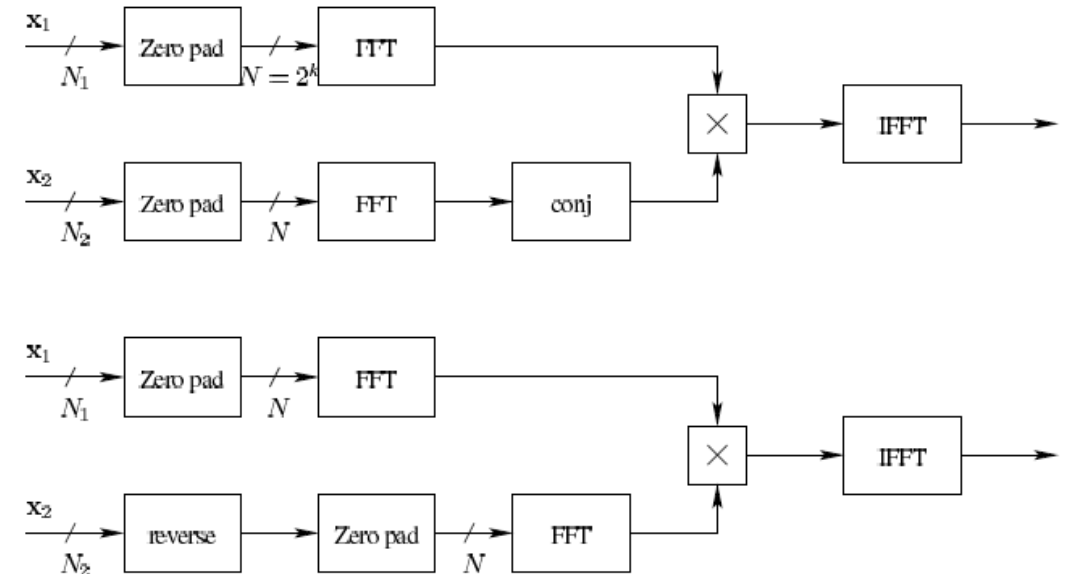 x₁
Zero pad
FFT
N₁
N = 2ᵏ
×
IFFT
x₂
Zero pad
FFT
conj
N₂
N
x₁
Zero pad
FFT
N₁
N
×
IFFT
x₂
reverse
Zero pad
FFT
N₂
N